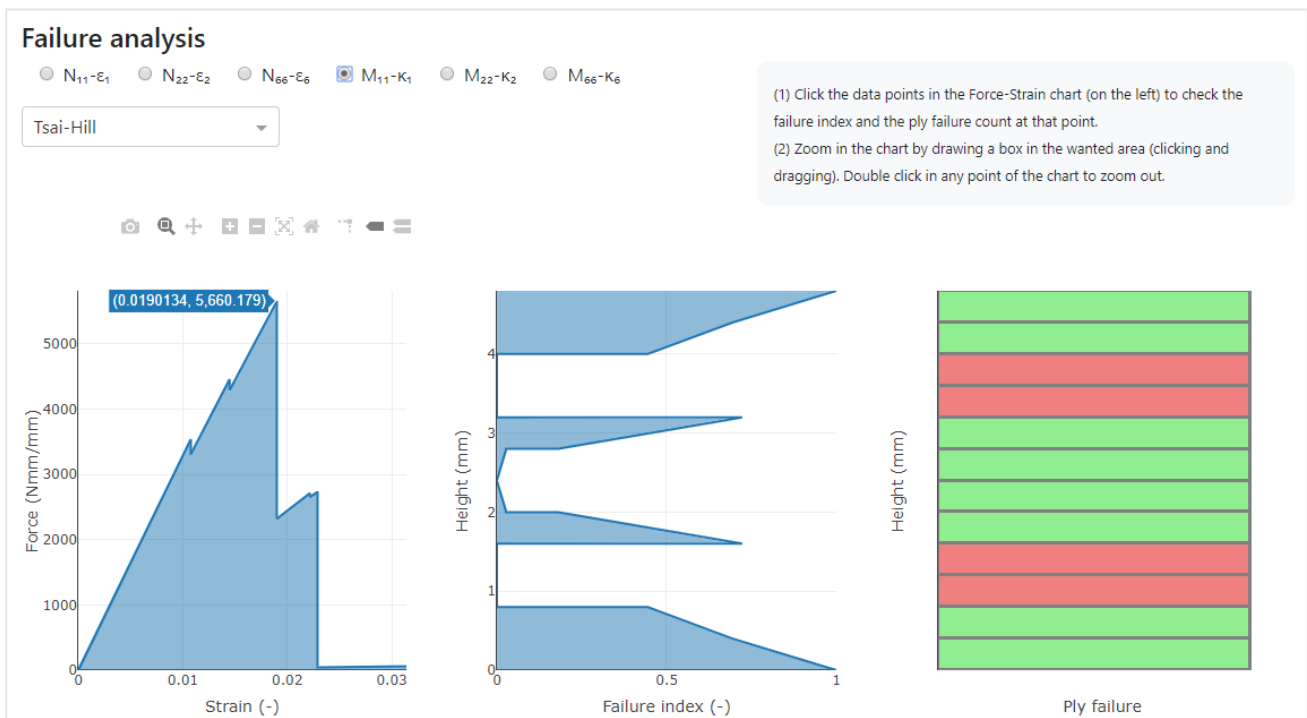 Failure analysis
N₁₁-ε₁ N₂₂-ε₂ N₆₆-ε₆ M₁₁-κ₁ M₂₂-κ₂ M₆₆-κ₆
Tsai-Hill
(1) Click the data points in the Force-Strain chart (on the left) to check the
failure index and the ply failure count at that point.
(2) Zoom in the chart by drawing a box in the wanted area (clicking and
dragging). Double click in any point of the chart to zoom out.
(0.0190134, 5,660.179)
5000
4000
3000
2000
1000
0
Force (Nmm/mm)
0 0.01 0.02 0.03
Strain (-)
4
3
2
1
0
Height (mm)
0 0.5 1
Failure index (-)
Height (mm)
Ply failure